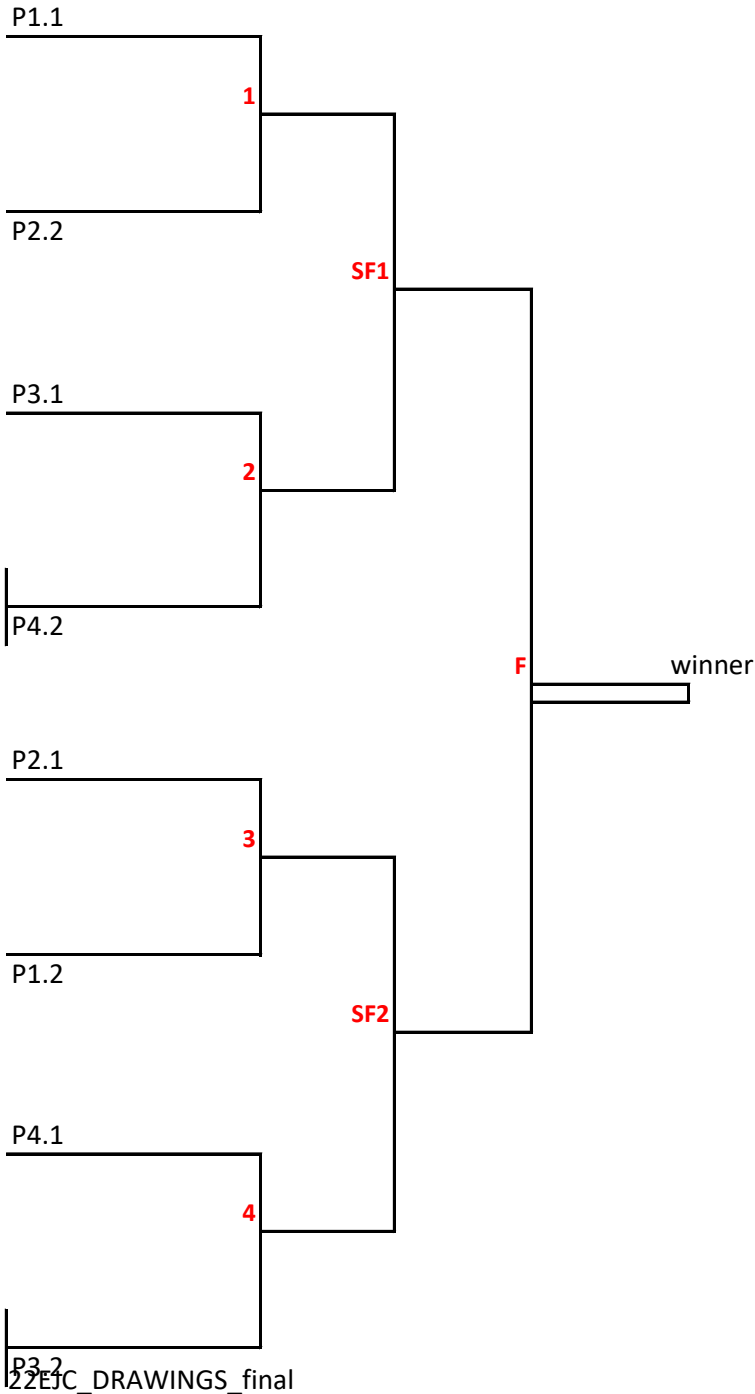 P1.1
1
P2.2
SF1
P3.1
2
P4.2
F
winner
P2.1
3
P1.2
SF2
P4.1
4
P3.2
22EJC_DRAWINGS_final